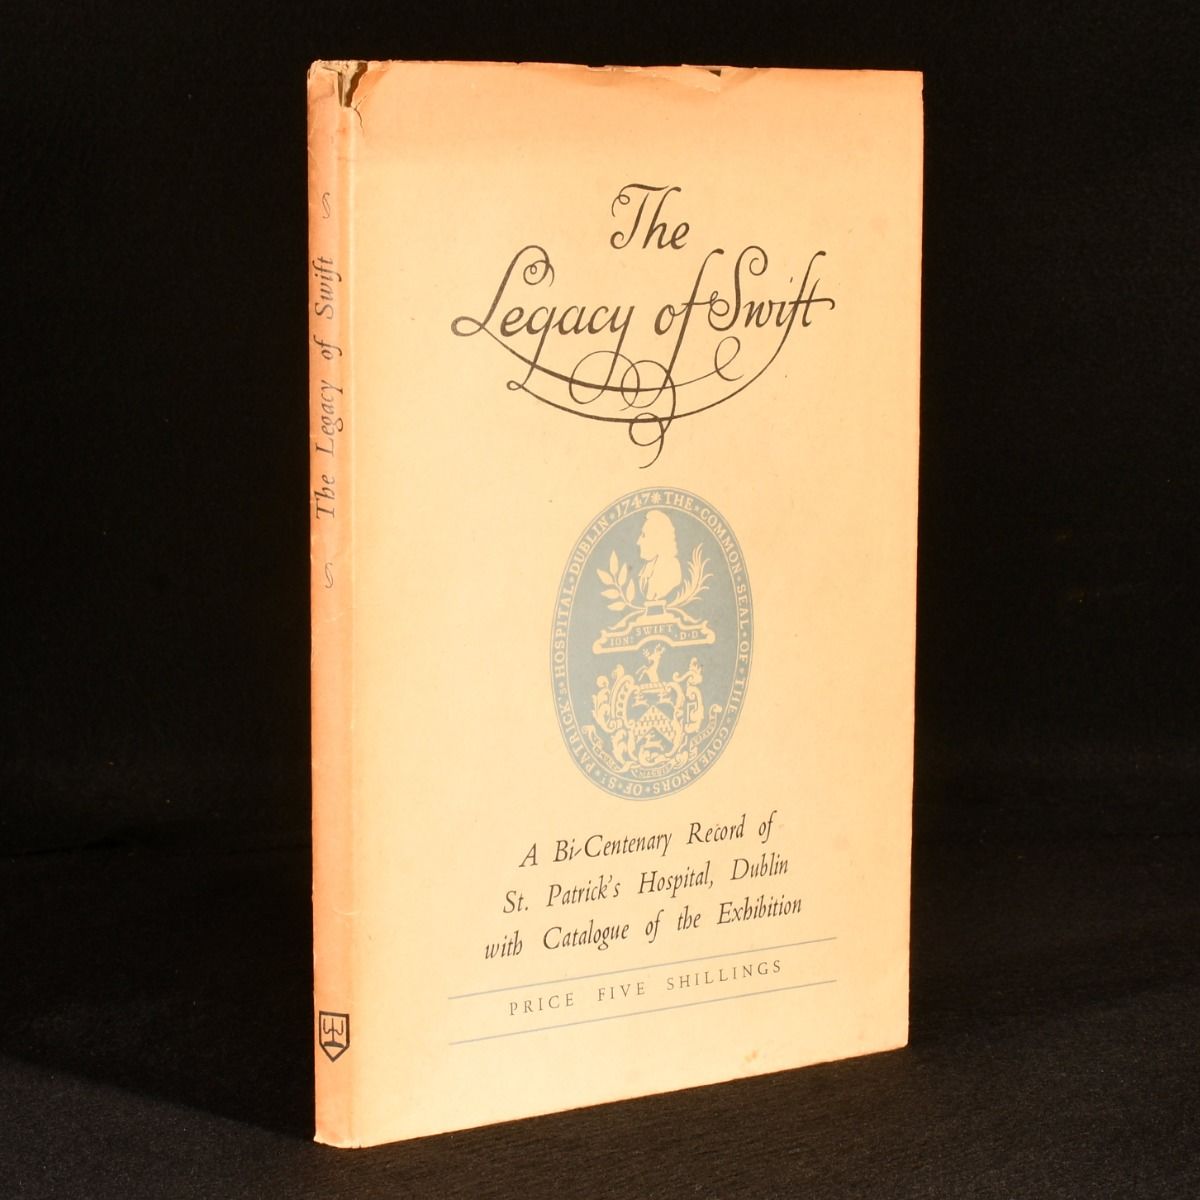 The Legacy of Swift
The
Legacy of Swift
ST. PATRICK'S HOSPITAL · DUBLIN · 1747 * THE · COMMON · SEAL · OF · THE · GOVERNORS · OF ·
ION: SWIFT · D · D
A Bi-Centenary Record of
St. Patrick's Hospital, Dublin
with Catalogue of the Exhibition
PRICE FIVE SHILLINGS